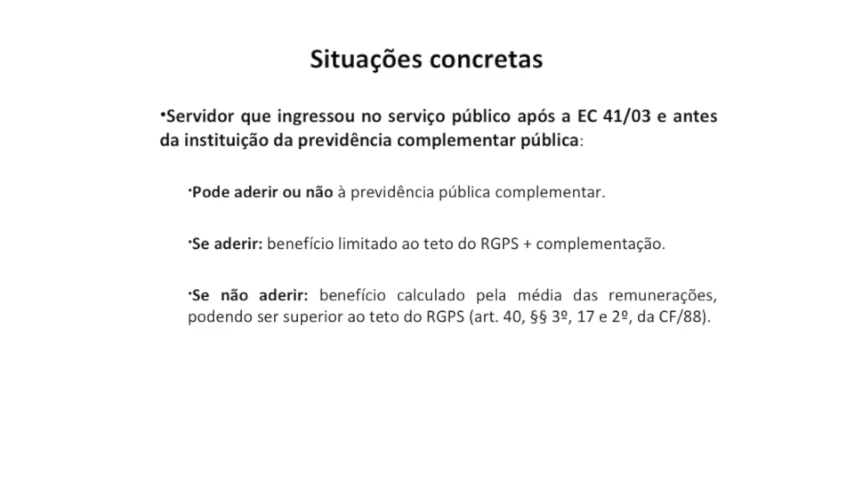 Situações concretas
•Servidor que ingressou no serviço público após a EC 41/03 e antes
da instituição da previdência complementar pública:
•Pode aderir ou não à previdência pública complementar.
•Se aderir: benefício limitado ao teto do RGPS + complementação.
•Se não aderir: benefício calculado pela média das remunerações,
podendo ser superior ao teto do RGPS (art. 40, §§ 3º, 17 e 2º, da CF/88).